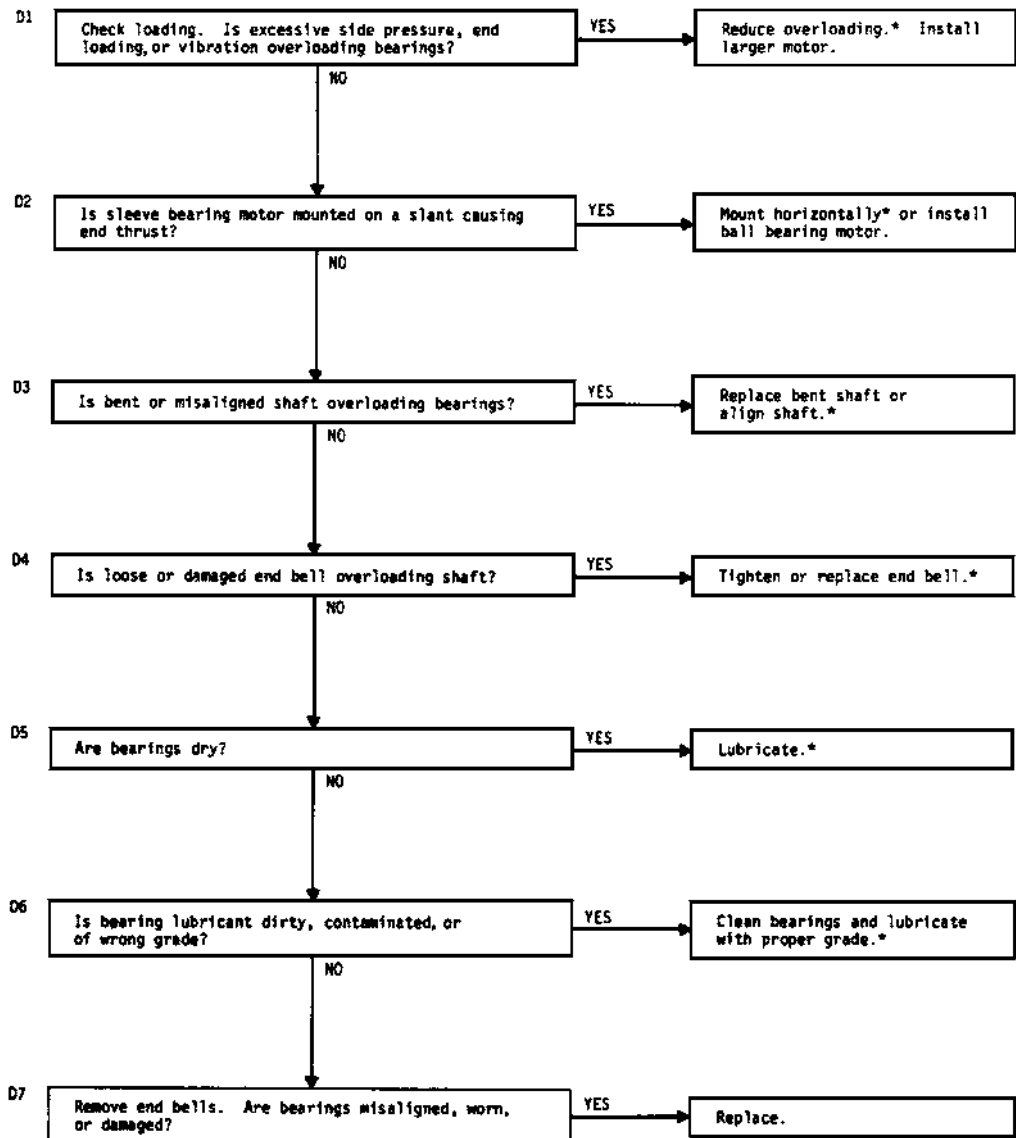 D1
Check loading. Is excessive side pressure, end
loading, or vibration overloading bearings?
YES
Reduce overloading.* Install
larger motor.
NO
D2
Is sleeve bearing motor mounted on a slant causing
end thrust?
YES
Mount horizontally* or install
ball bearing motor.
NO
D3
Is bent or misaligned shaft overloading bearings?
YES
Replace bent shaft or
align shaft.*
NO
D4
Is loose or damaged end bell overloading shaft?
YES
Tighten or replace end bell.*
NO
D5
Are bearings dry?
YES
Lubricate.*
NO
D6
Is bearing lubricant dirty, contaminated, or
of wrong grade?
YES
Clean bearings and lubricate
with proper grade.*
NO
D7
Remove end bells. Are bearings misaligned, worn,
or damaged?
YES
Replace.